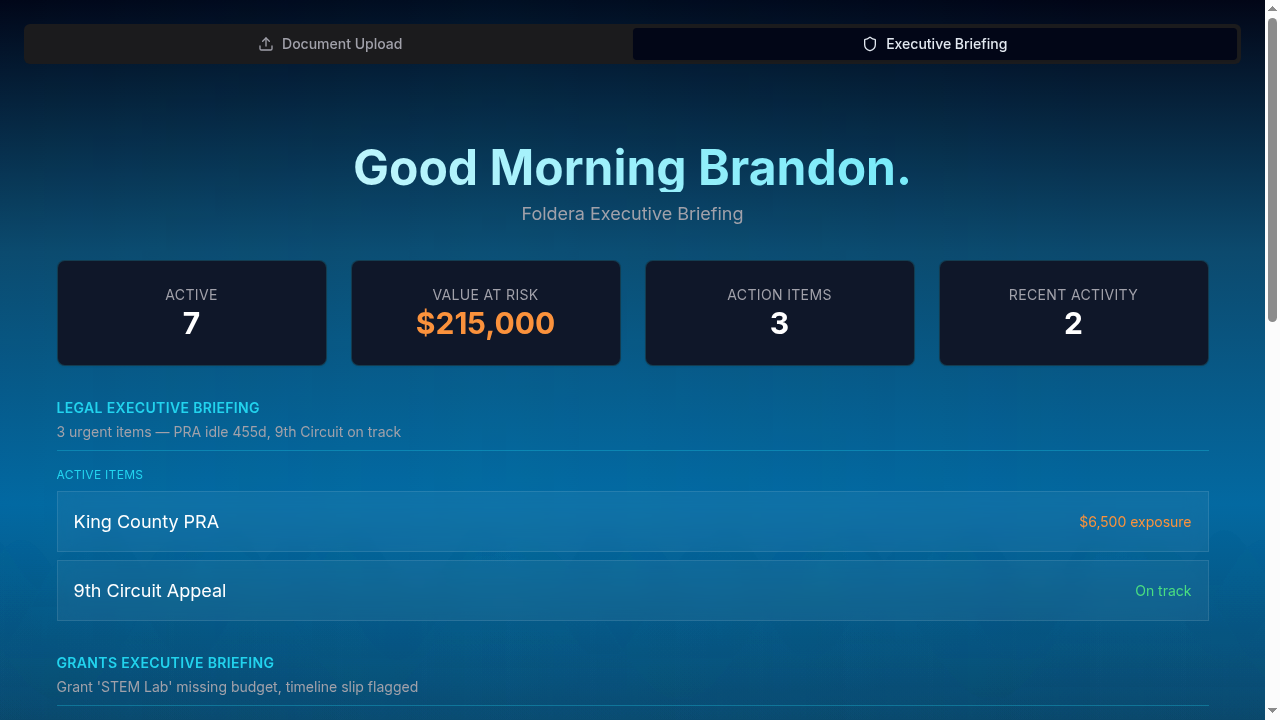 Document Upload
Executive Briefing
Good Morning Brandon.
Foldera Executive Briefing
ACTIVE
7
VALUE AT RISK
$215,000
ACTION ITEMS
3
RECENT ACTIVITY
2
LEGAL EXECUTIVE BRIEFING
3 urgent items — PRA idle 455d, 9th Circuit on track
ACTIVE ITEMS
King County PRA
$6,500 exposure
9th Circuit Appeal
On track
GRANTS EXECUTIVE BRIEFING
Grant 'STEM Lab' missing budget, timeline slip flagged